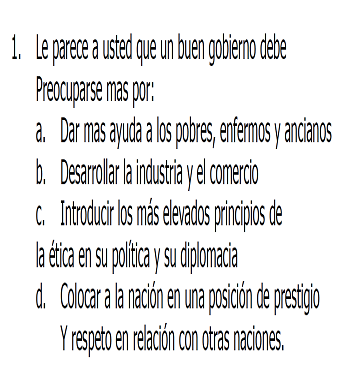 1. Le parece a usted que un buen gobierno debe
Preocuparse mas por:
a. Dar mas ayuda a los pobres, enfermos y ancianos
b. Desarrollar la industria y el comercio
c. Introducir los más elevados principios de
la ética en su política y su diplomacia
d. Colocar a la nación en una posición de prestigio
Y respeto en relación con otras naciones.